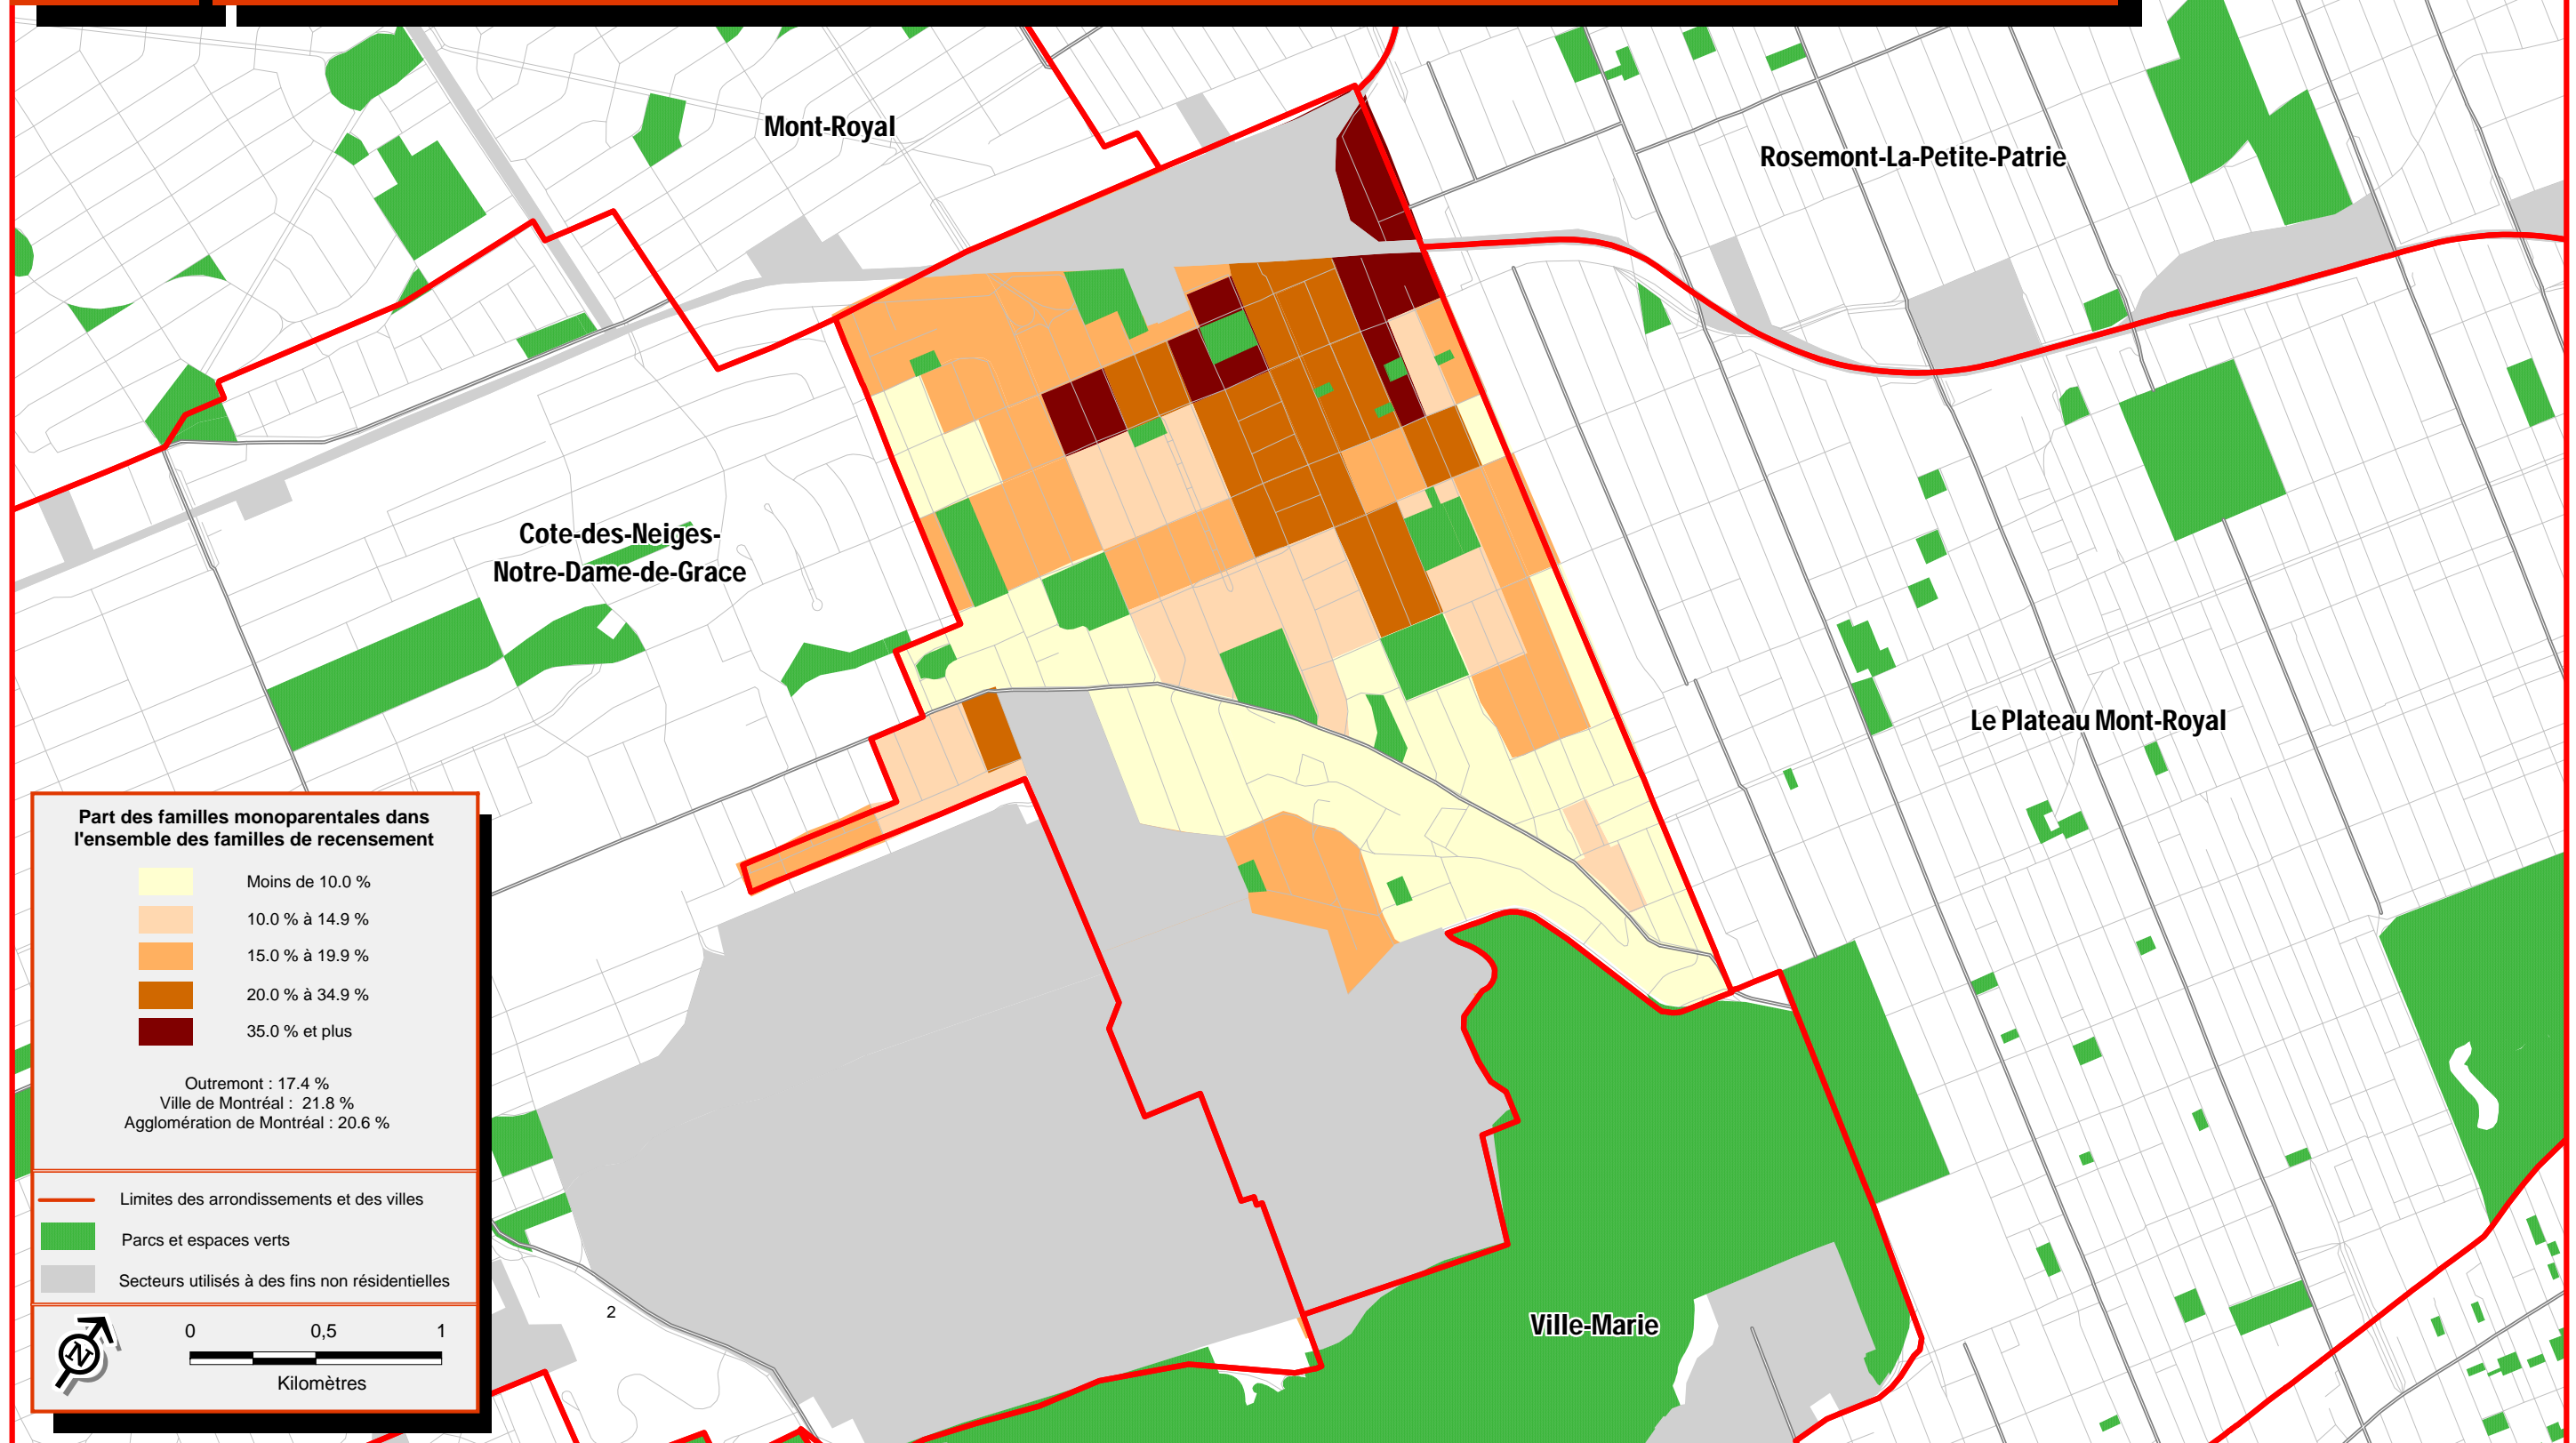 Mont-Royal
Rosemont-La-Petite-Patrie
Cote-des-Neiges-
Notre-Dame-de-Grace
Le Plateau Mont-Royal
Ville-Marie
Part des familles monoparentales dans
l'ensemble des familles de recensement
Moins de 10.0 %
10.0 % à 14.9 %
15.0 % à 19.9 %
20.0 % à 34.9 %
35.0 % et plus
Outremont : 17.4 %
Ville de Montréal : 21.8 %
Agglomération de Montréal : 20.6 %
Limites des arrondissements et des villes
Parcs et espaces verts
Secteurs utilisés à des fins non résidentielles
2
N
0 0,5 1
Kilomètres